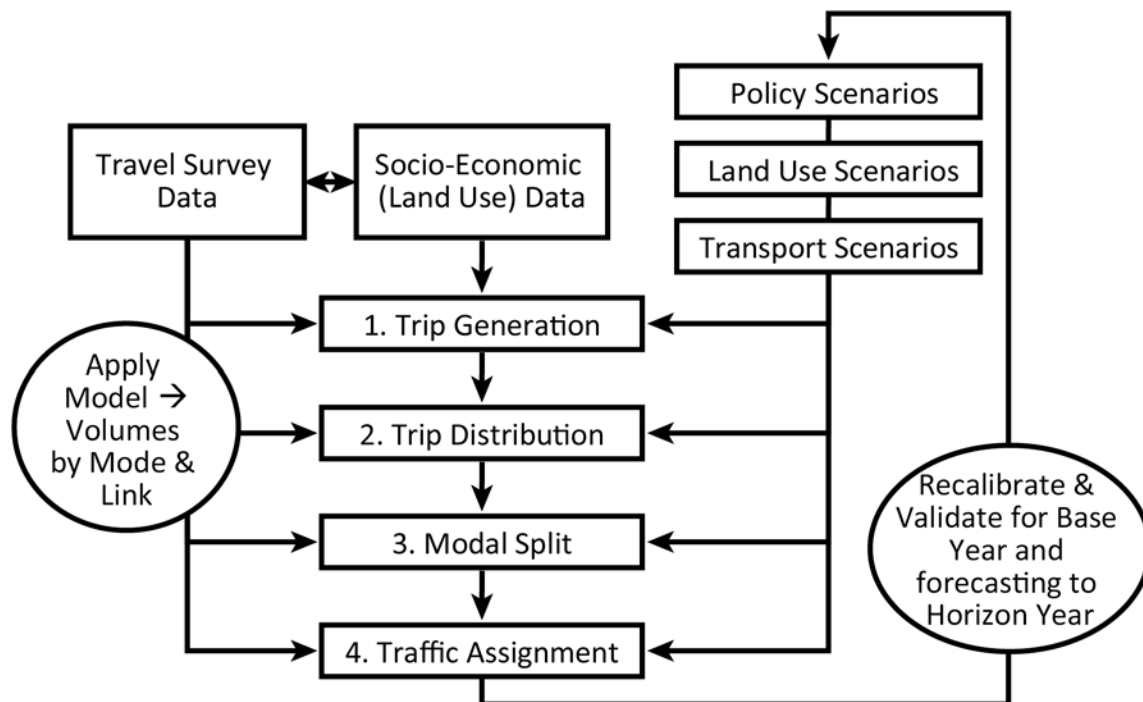 Policy Scenarios
Travel Survey
Data
Socio-Economic
(Land Use) Data
Land Use Scenarios
Transport Scenarios
1. Trip Generation
Apply
Model →
Volumes
by Mode &
Link
2. Trip Distribution
3. Modal Split
4. Traffic Assignment
Recalibrate &
Validate for Base
Year and
forecasting to
Horizon Year